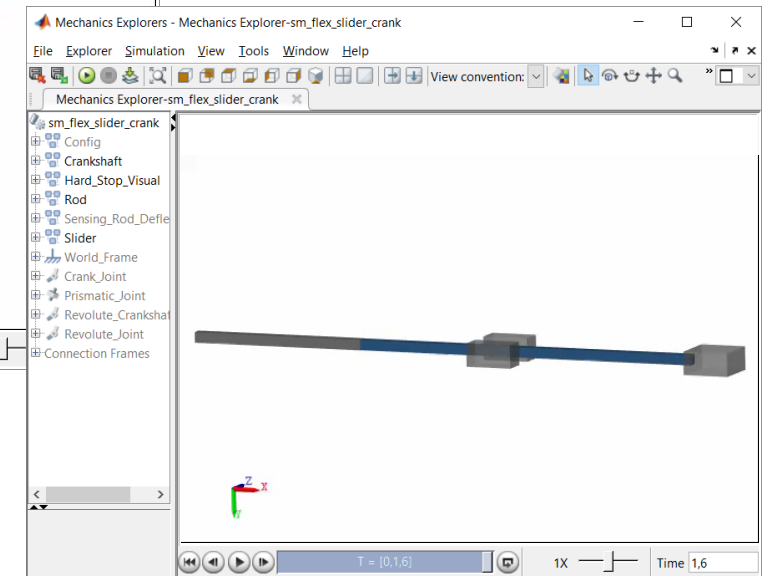 Mechanics Explorers - Mechanics Explorer-sm_flex_slider_crank
File Explorer Simulation View Tools Window Help
View convention:
»
Mechanics Explorer-sm_flex_slider_crank
sm_flex_slider_crank
Config
Crankshaft
Hard_Stop_Visual
Rod
Sensing_Rod_Defle
Slider
World_Frame
Crank_Joint
Prismatic_Joint
Revolute_Crankshaf
Revolute_Joint
Connection Frames
Z
X
Y
T = [0,1,6]
1X
Time 1,6